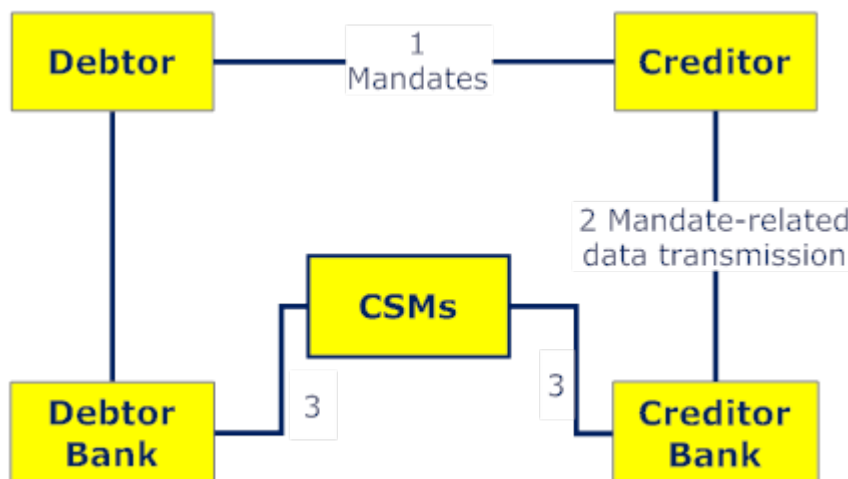 Debtor
1
Mandates
Creditor
2 Mandate-related
data transmission
CSMs
3
3
Debtor
Bank
Creditor
Bank